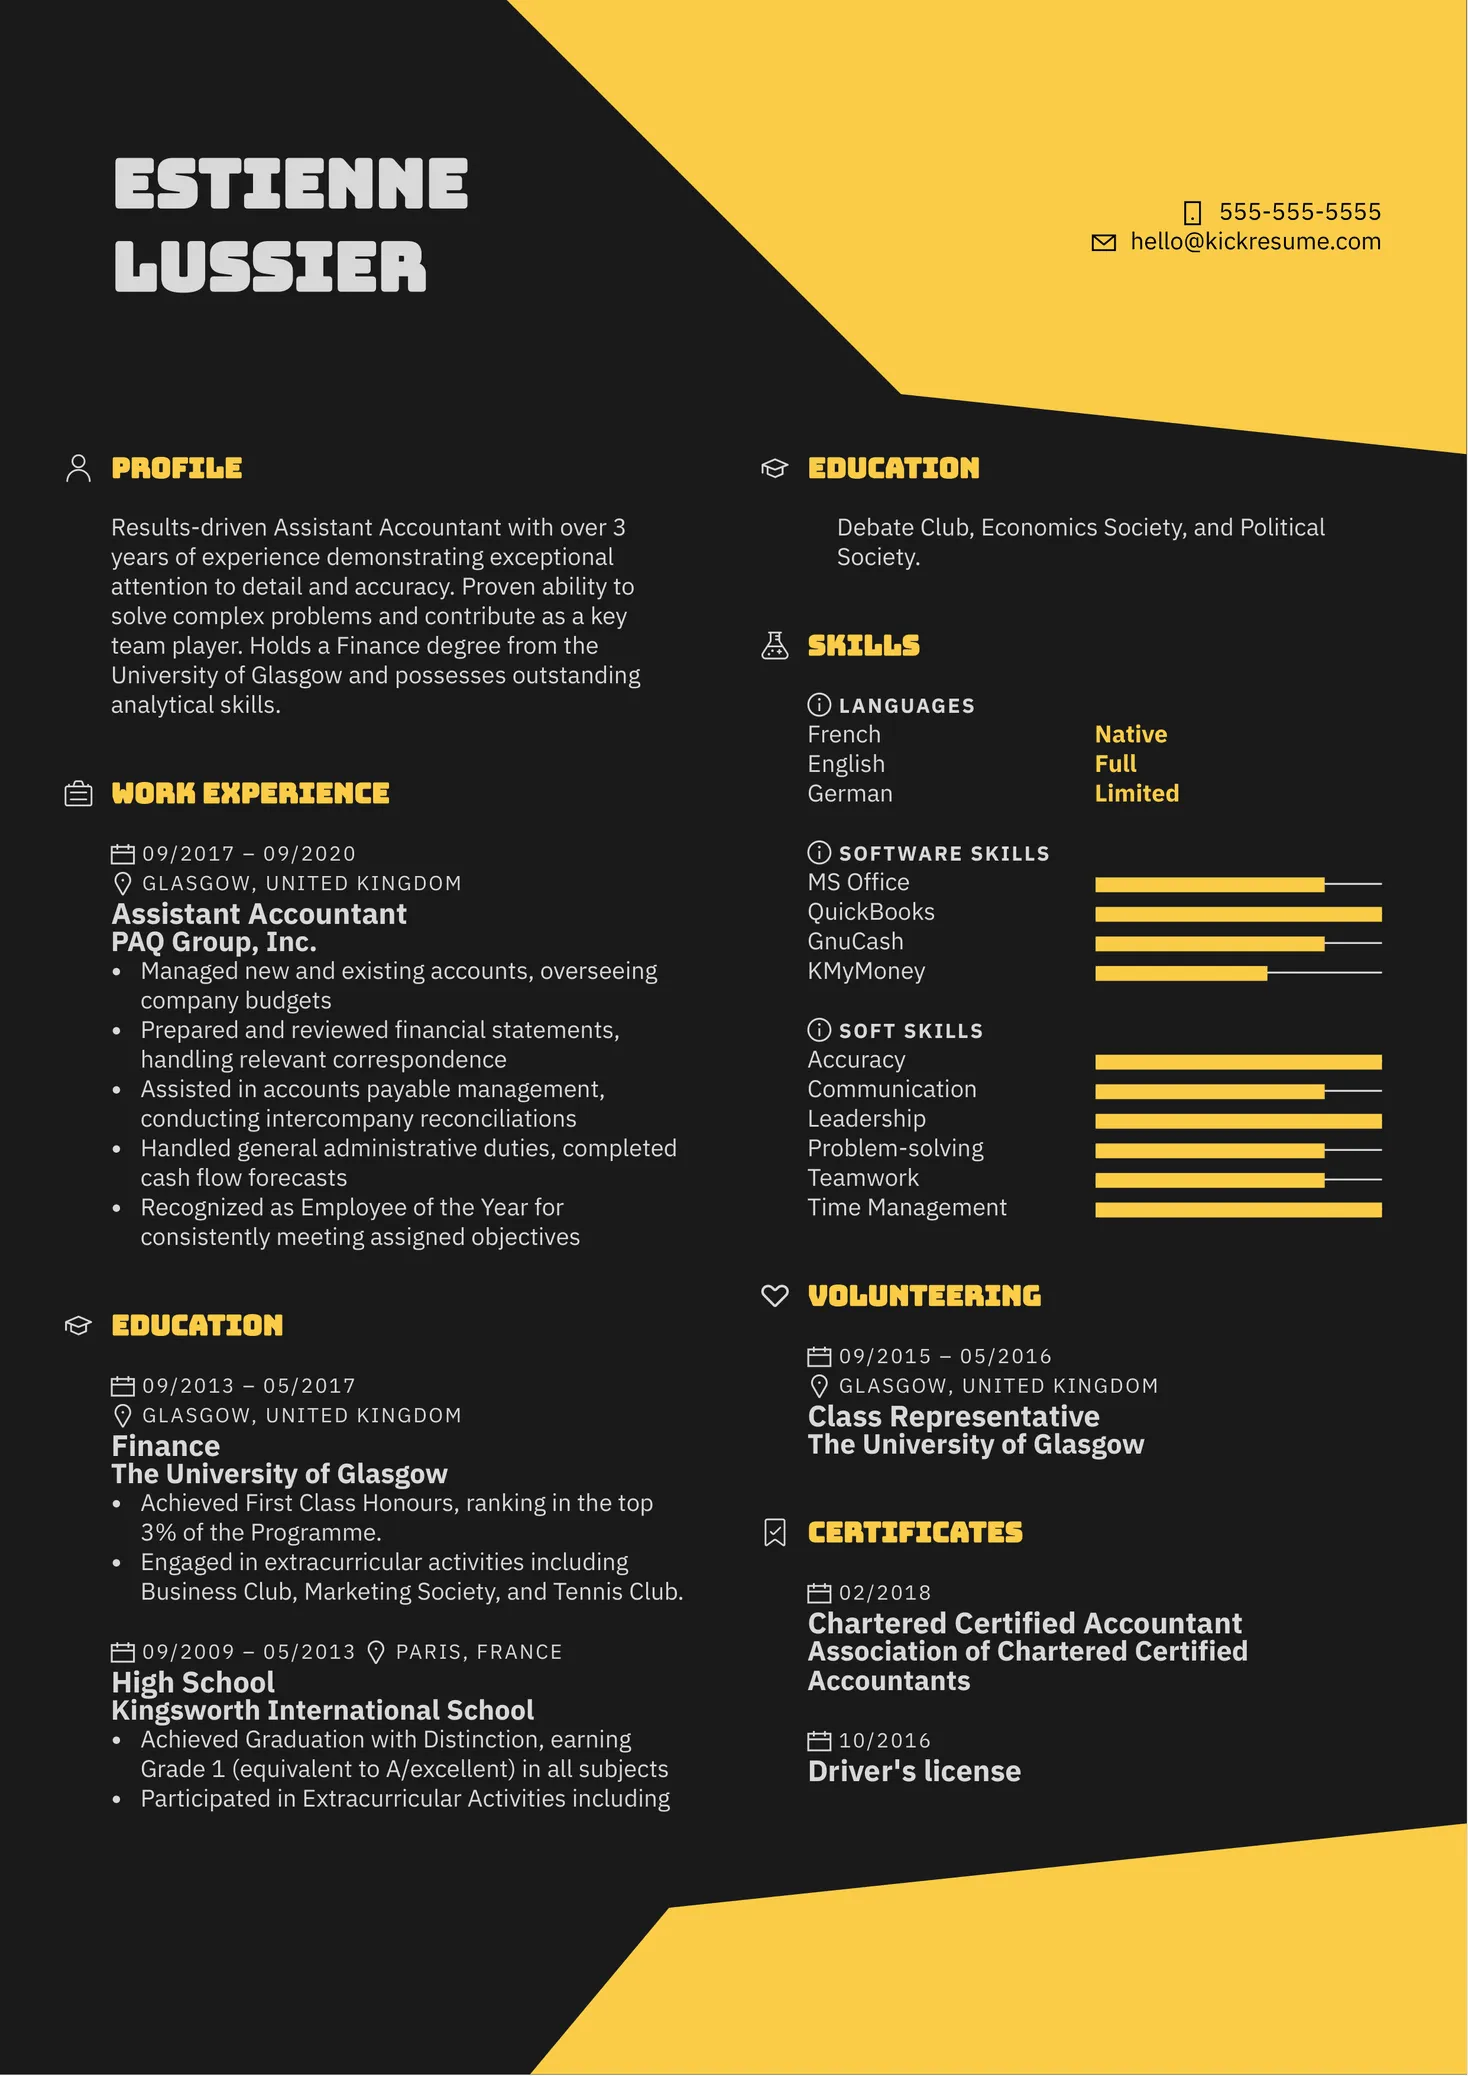 ESTIENNE
LUSSIER
555-555-5555
hello@kickresume.com
PROFILE
Results-driven Assistant Accountant with over 3
years of experience demonstrating exceptional
attention to detail and accuracy. Proven ability to
solve complex problems and contribute as a key
team player. Holds a Finance degree from the
University of Glasgow and possesses outstanding
analytical skills.
WORK EXPERIENCE
09/2017 – 09/2020
GLASGOW, UNITED KINGDOM
Assistant Accountant
PAQ Group, Inc.
• Managed new and existing accounts, overseeing
company budgets
• Prepared and reviewed financial statements,
handling relevant correspondence
• Assisted in accounts payable management,
conducting intercompany reconciliations
• Handled general administrative duties, completed
cash flow forecasts
• Recognized as Employee of the Year for
consistently meeting assigned objectives
EDUCATION
09/2013 – 05/2017
GLASGOW, UNITED KINGDOM
Finance
The University of Glasgow
• Achieved First Class Honours, ranking in the top
3% of the Programme.
• Engaged in extracurricular activities including
Business Club, Marketing Society, and Tennis Club.
09/2009 – 05/2013 PARIS, FRANCE
High School
Kingsworth International School
• Achieved Graduation with Distinction, earning
Grade 1 (equivalent to A/excellent) in all subjects
• Participated in Extracurricular Activities including
EDUCATION
Debate Club, Economics Society, and Political
Society.
SKILLS
LANGUAGES
French Native
English Full
German Limited
SOFTWARE SKILLS
MS Office
QuickBooks
GnuCash
KMyMoney
SOFT SKILLS
Accuracy
Communication
Leadership
Problem-solving
Teamwork
Time Management
VOLUNTEERING
09/2015 – 05/2016
GLASGOW, UNITED KINGDOM
Class Representative
The University of Glasgow
CERTIFICATES
02/2018
Chartered Certified Accountant
Association of Chartered Certified
Accountants
10/2016
Driver's license